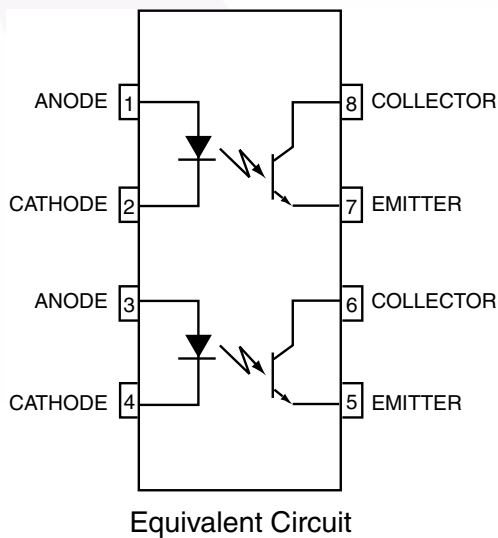 ANODE 1 8 COLLECTOR
CATHODE 2 7 EMITTER
ANODE 3 6 COLLECTOR
CATHODE 4 5 EMITTER
Equivalent Circuit